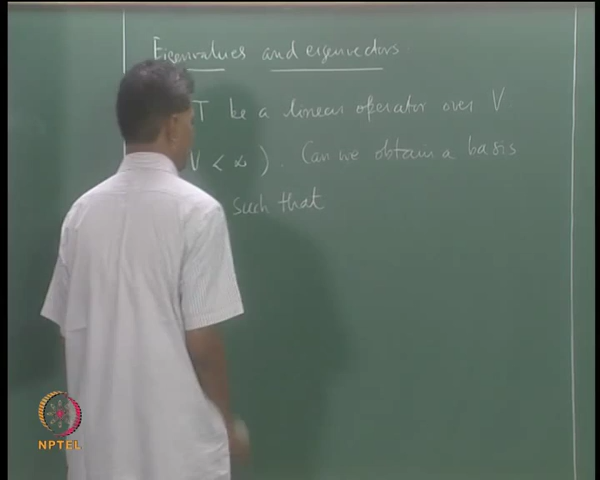 Eigenvalues and eigenvectors
T be a linear operator over V
V < ∞ ). Can we obtain a basis
such that
NPTEL